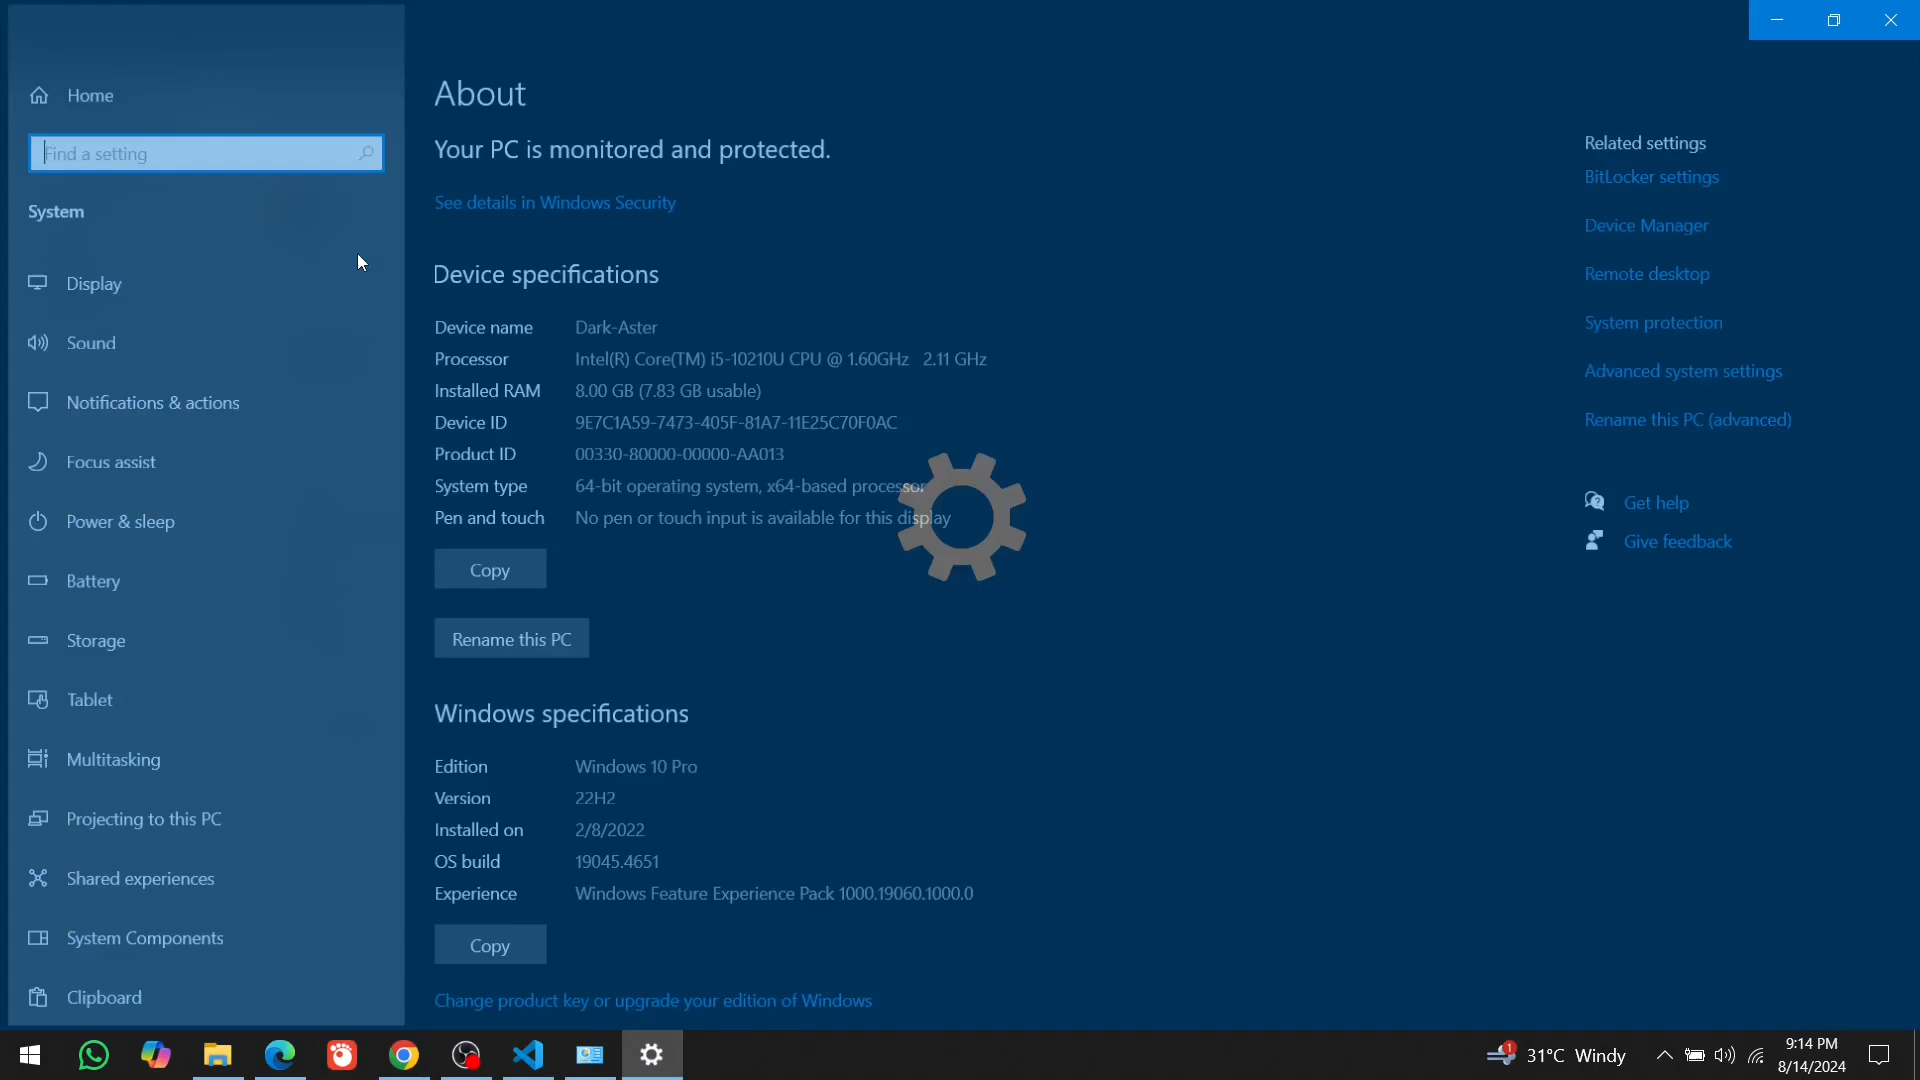 Home
Find a setting
System
Display
Sound
Notifications & actions
Focus assist
Power & sleep
Battery
Storage
Tablet
Multitasking
Projecting to this PC
Shared experiences
System Components
Clipboard
About
Your PC is monitored and protected.
See details in Windows Security
Device specifications
Device name Dark-Aster
Processor Intel(R) Core(TM) i5-10210U CPU @ 1.60GHz 2.11 GHz
Installed RAM 8.00 GB (7.83 GB usable)
Device ID 9E7C1A59-7473-405F-81A7-11E25C70F0AC
Product ID 00330-80000-00000-AA013
System type 64-bit operating system, x64-based processor
Pen and touch No pen or touch input is available for this display
Copy
Rename this PC
Windows specifications
Edition Windows 10 Pro
Version 22H2
Installed on 2/8/2022
OS build 19045.4651
Experience Windows Feature Experience Pack 1000.19060.1000.0
Copy
Change product key or upgrade your edition of Windows
Related settings
BitLocker settings
Device Manager
Remote desktop
System protection
Advanced system settings
Rename this PC (advanced)
Get help
Give feedback
1
31°C Windy
9:14 PM
8/14/2024